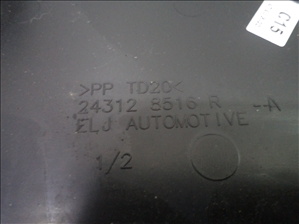 C15
>PP TD20<
24312 8516 R -A
ELJ AUTOMOTIVE
1/2